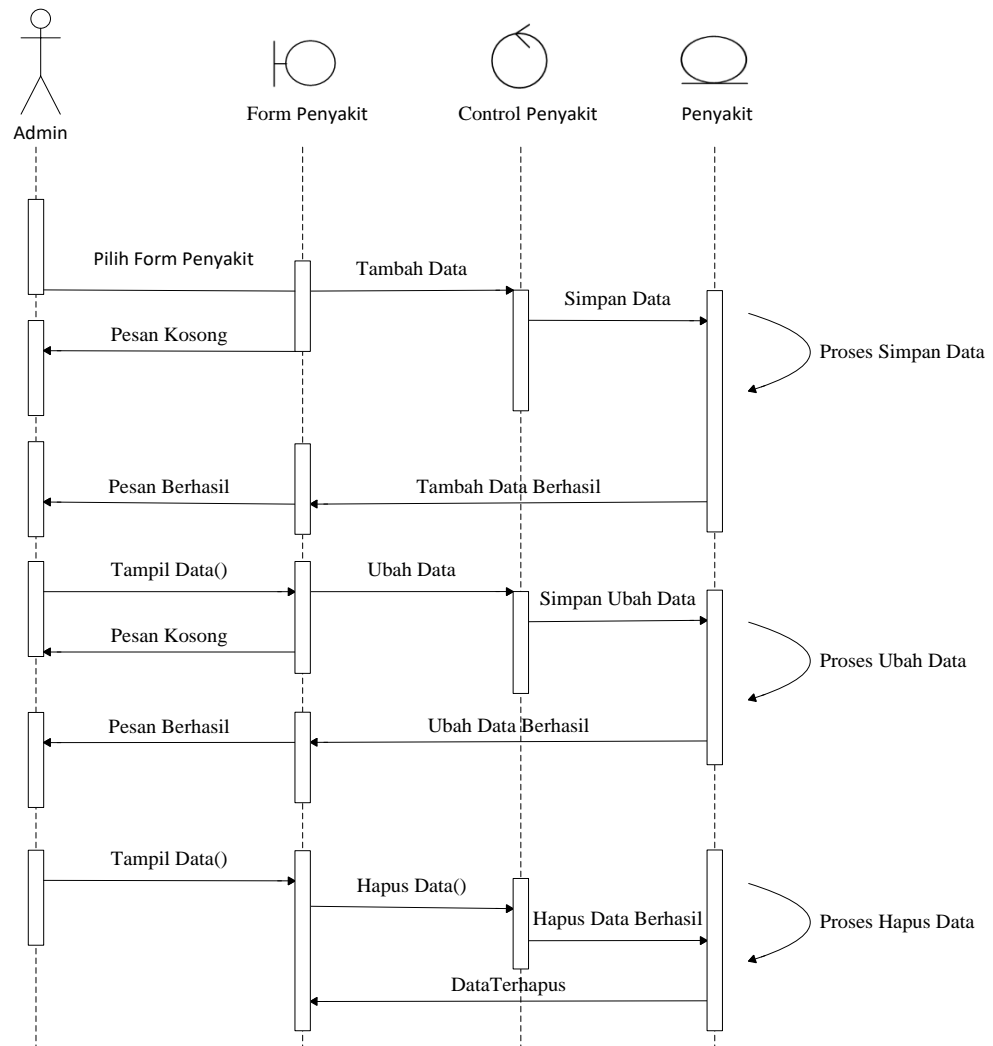 Admin
Form Penyakit
Control Penyakit
Penyakit
Pilih Form Penyakit
Tambah Data
Simpan Data
Pesan Kosong
Proses Simpan Data
Pesan Berhasil
Tambah Data Berhasil
Tampil Data()
Ubah Data
Simpan Ubah Data
Pesan Kosong
Proses Ubah Data
Pesan Berhasil
Ubah Data Berhasil
Tampil Data()
Hapus Data()
Hapus Data Berhasil
Proses Hapus Data
DataTerhapus